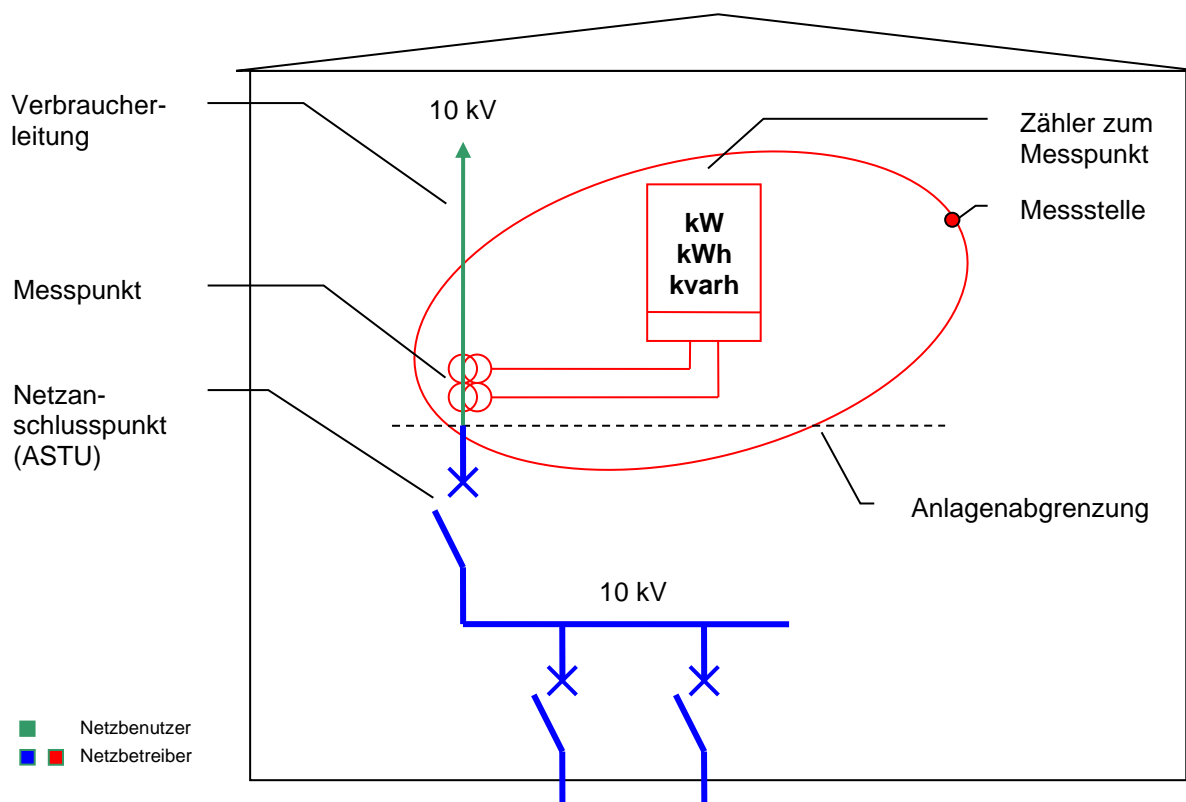 Verbraucher-
leitung
10 kV
Zähler zum
Messpunkt
Messstelle
kW
kWh
kvarh
Messpunkt
Netzan-
schlusspunkt
(ASTU)
Anlagenabgrenzung
10 kV
Netzbenutzer
Netzbetreiber